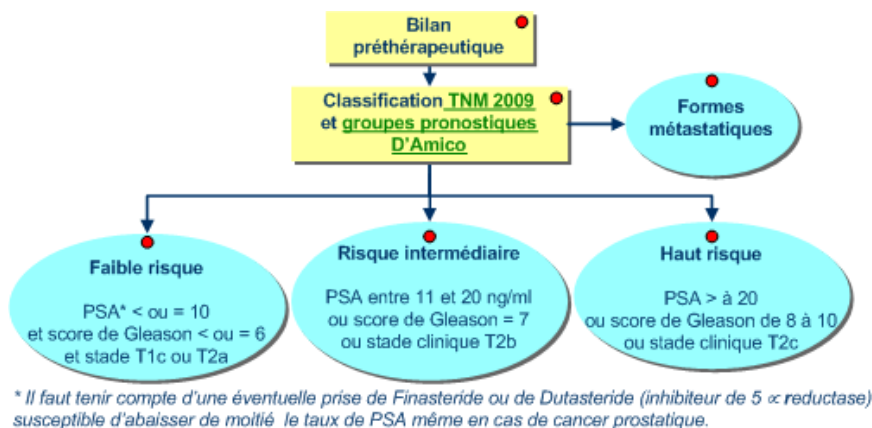 Bilan
préthérapeutique
Classification TNM 2009
et groupes pronostiques
D'Amico
Formes
métastatiques
Faible risque
PSA* < ou = 10
et score de Gleason < ou = 6
et stade T1c ou T2a
Risque intermédiaire
PSA entre 11 et 20 ng/ml
ou score de Gleason = 7
ou stade clinique T2b
Haut risque
PSA > à 20
ou score de Gleason de 8 à 10
ou stade clinique T2c
* Il faut tenir compte d'une éventuelle prise de Finasteride ou de Dutasteride (inhibiteur de 5 ∝ reductase)
susceptible d'abaisser de moitié le taux de PSA même en cas de cancer prostatique.